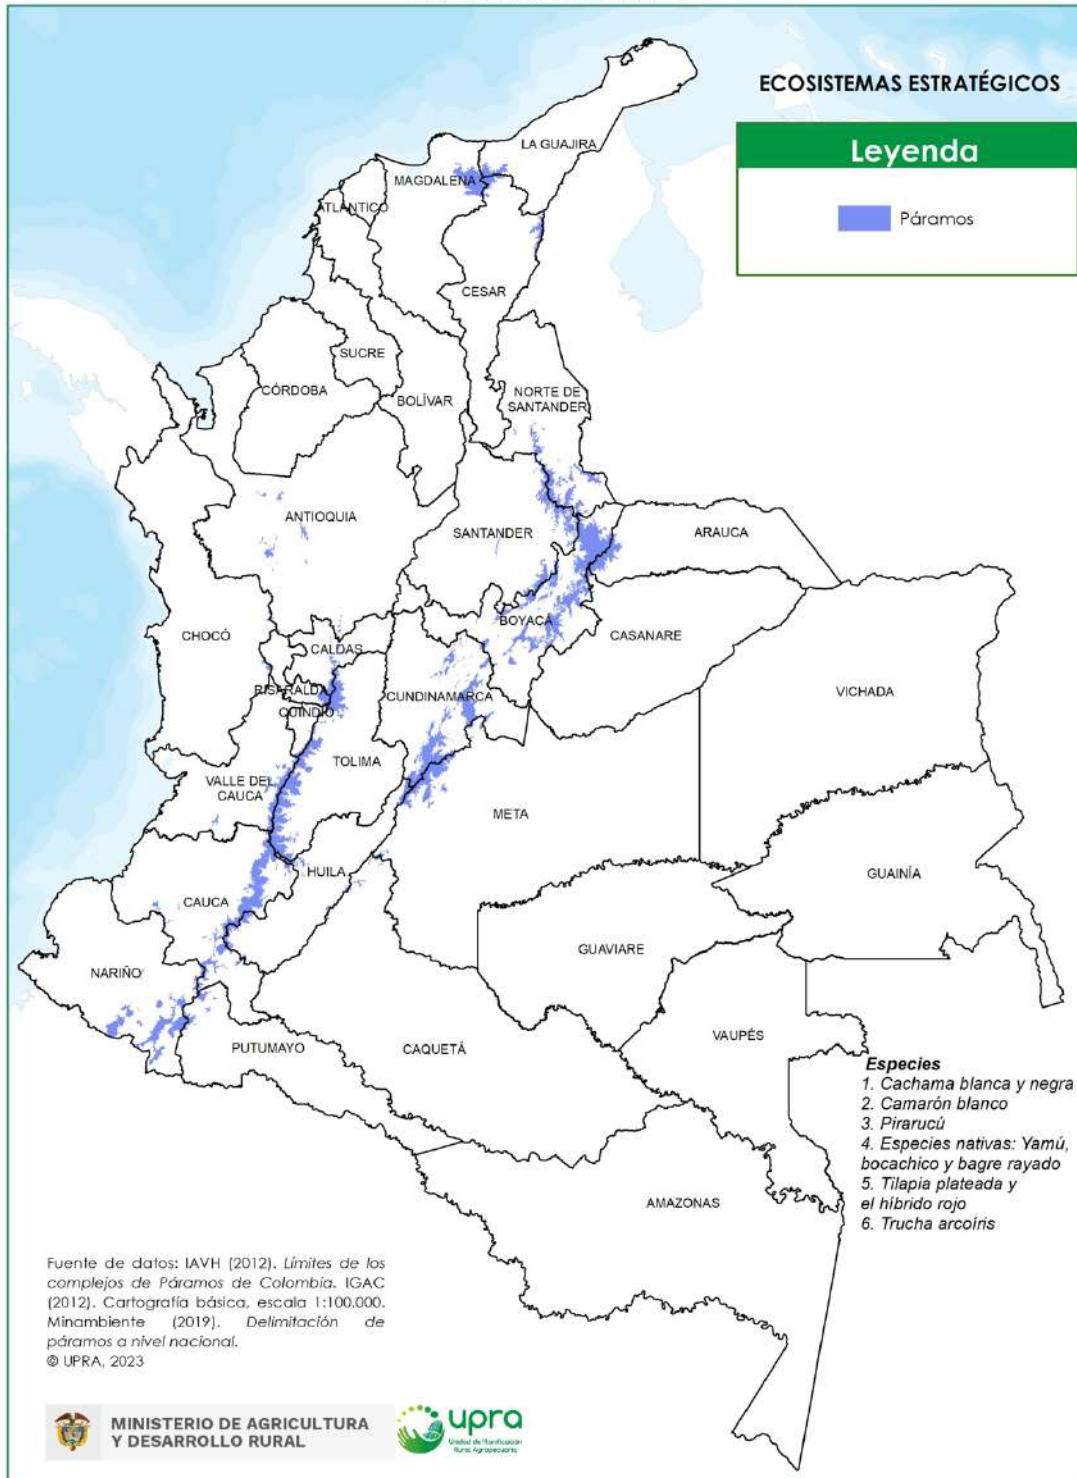 ECOSISTEMAS ESTRATÉGICOS
Leyenda
Páramos
LA GUAJIRA
MAGDALENA
ATLÁNTICO
CESAR
SUCRE
CÓRDOBA
BOLÍVAR
NORTE DE
SANTANDER
ANTIOQUIA
SANTANDER
ARAUCA
CHOCÓ
BOYACÁ
CASANARE
CALDAS
RISARALDA
CUNDINAMARCA
VICHADA
QUINDÍO
TOLIMA
VALLE DEL
CAUCA
META
HUILA
GUAINÍA
CAUCA
GUAVIARE
NARIÑO
VAUPÉS
PUTUMAYO
CAQUETÁ
AMAZONAS
Especies
1. Cachama blanca y negra
2. Camarón blanco
3. Pirarucú
4. Especies nativas: Yamú,
bocachico y bagre rayado
5. Tilapia plateada y
el híbrido rojo
6. Trucha arcoíris
Fuente de datos: IAVH (2012). Límites de los
complejos de Páramos de Colombia. IGAC
(2012). Cartografía básica, escala 1:100.000.
Minambiente (2019). Delimitación de
páramos a nivel nacional.
© UPRA, 2023
MINISTERIO DE AGRICULTURA
Y DESARROLLO RURAL
upra
Unidad de Planificación
Rural Agropecuaria